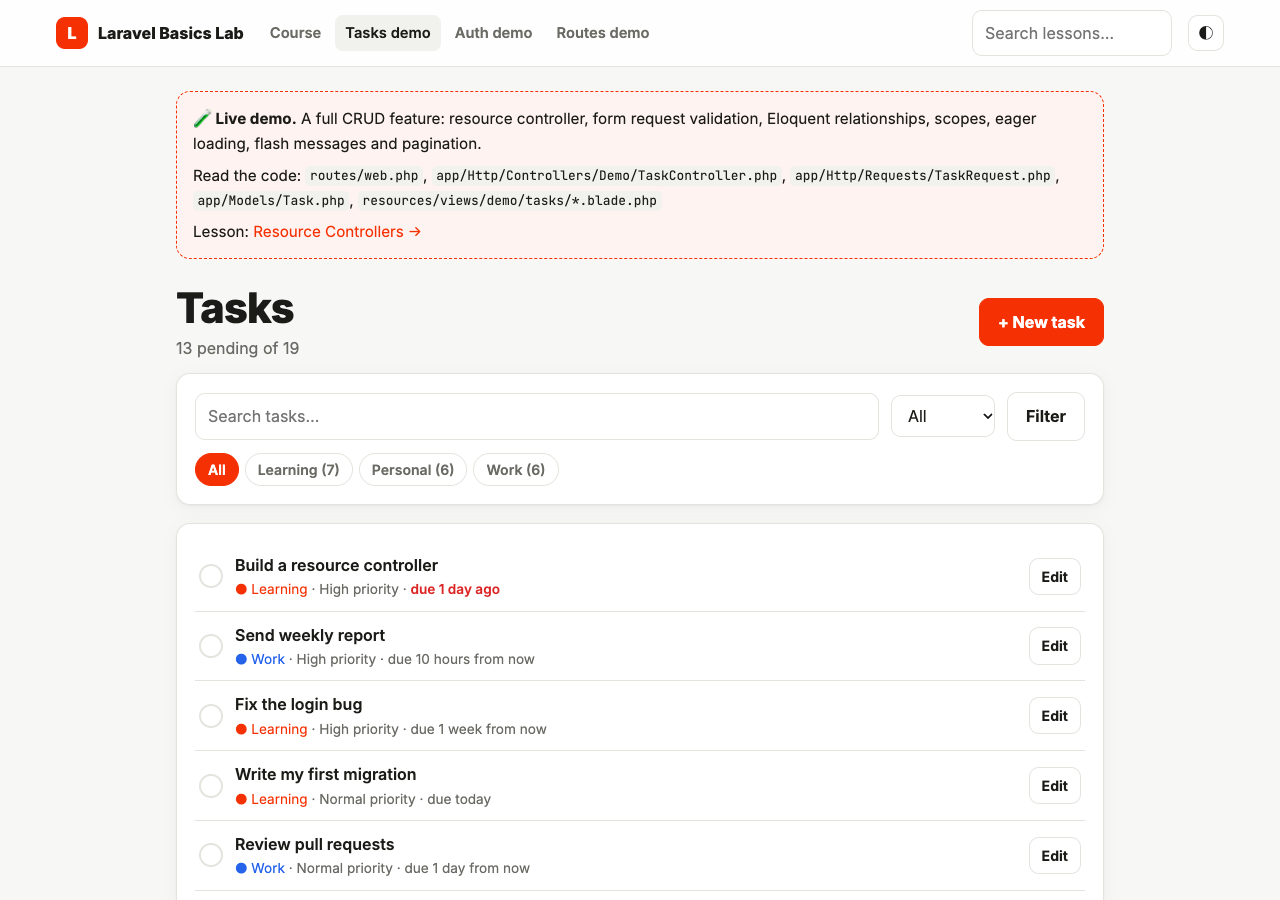 L Laravel Basics Lab Course Tasks demo Auth demo Routes demo Search lessons...
🧪 Live demo. A full CRUD feature: resource controller, form request validation, Eloquent relationships, scopes, eager
loading, flash messages and pagination.
Read the code: routes/web.php, app/Http/Controllers/Demo/TaskController.php, app/Http/Requests/TaskRequest.php,
app/Models/Task.php, resources/views/demo/tasks/*.blade.php
Lesson: Resource Controllers →
Tasks
+ New task
13 pending of 19
Search tasks... All Filter
All Learning (7) Personal (6) Work (6)
Build a resource controller
Learning · High priority · due 1 day ago
Edit
Send weekly report
Work · High priority · due 10 hours from now
Edit
Fix the login bug
Learning · High priority · due 1 week from now
Edit
Write my first migration
Learning · Normal priority · due today
Edit
Review pull requests
Work · Normal priority · due 1 day from now
Edit